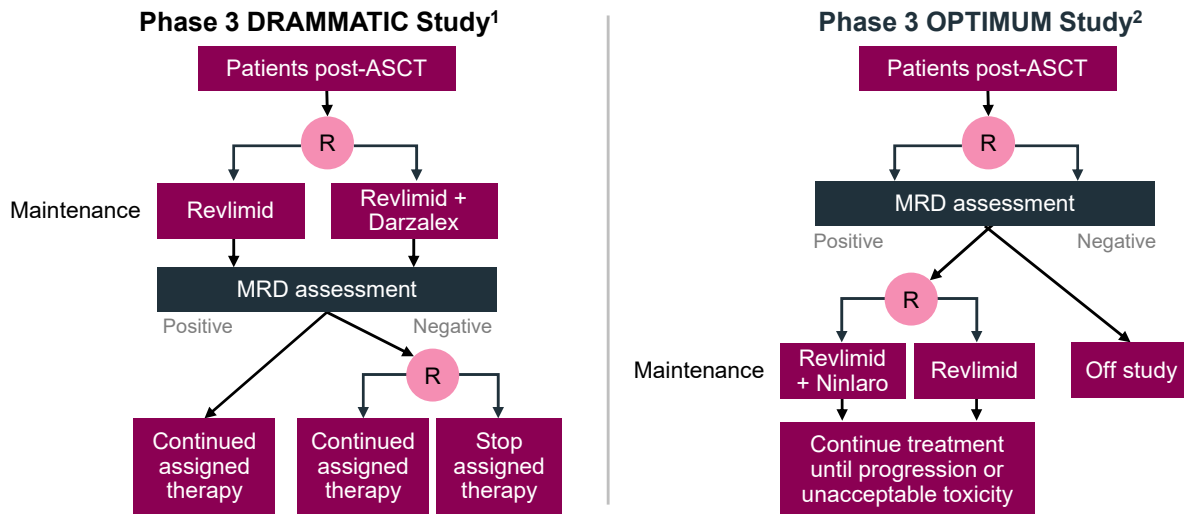 Phase 3 DRAMMATIC Study1
Patients post-ASCT
R
Maintenance
Revlimid
Revlimid +
Darzalex
MRD assessment
Positive
Negative
R
Continued
assigned
therapy
Continued
assigned
therapy
Stop
assigned
therapy
Phase 3 OPTIMUM Study2
Patients post-ASCT
R
MRD assessment
Positive
Negative
R
Maintenance
Revlimid
+ Ninlaro
Revlimid
Off study
Continue treatment
until progression or
unacceptable toxicity